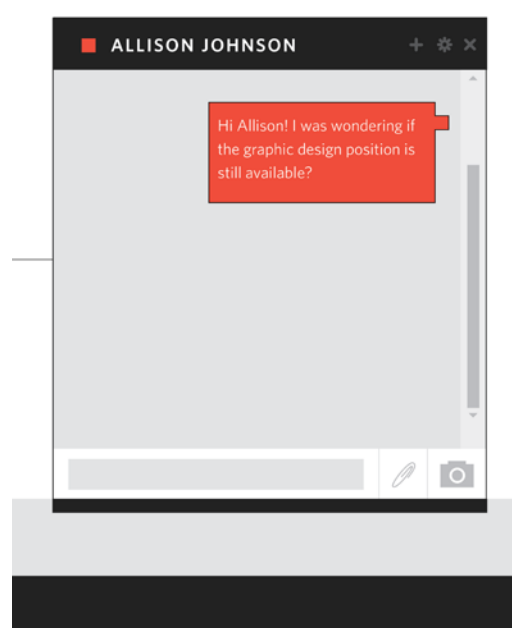 ALLISON JOHNSON
Hi Allison! I was wondering if
the graphic design position is
still available?